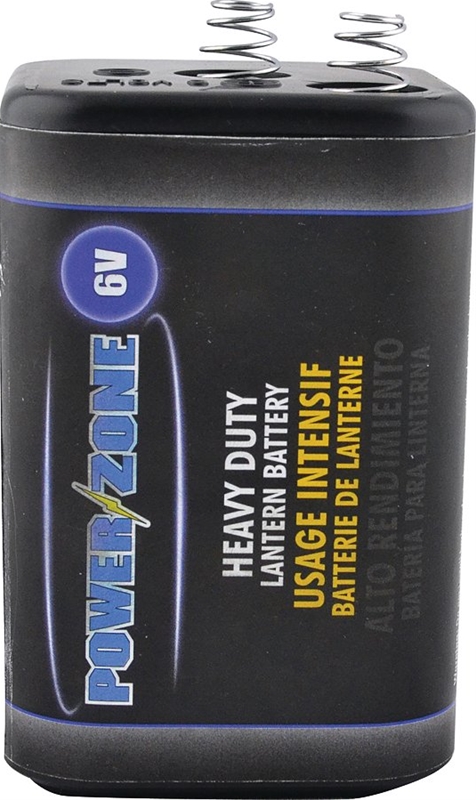 6V
POWER ZONE
HEAVY DUTY
LANTERN BATTERY
USAGE INTENSIF
BATTERIE DE LANTERNE
ALTO RENDIMIENTO
BATERIA PARA LINTERNA